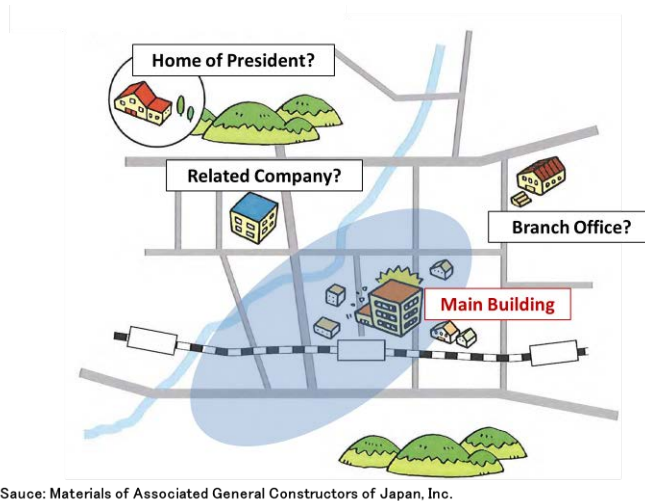 Home of President?
Related Company?
Branch Office?
Main Building
Sauce: Materials of Associated General Constructors of Japan, Inc.